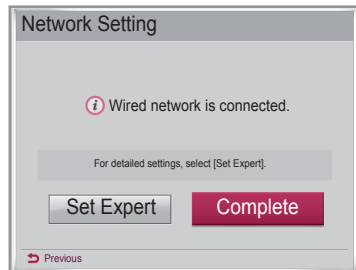 Network Setting
Wired network is connected.
For detailed settings, select [Set Expert].
Set Expert
Complete
Previous